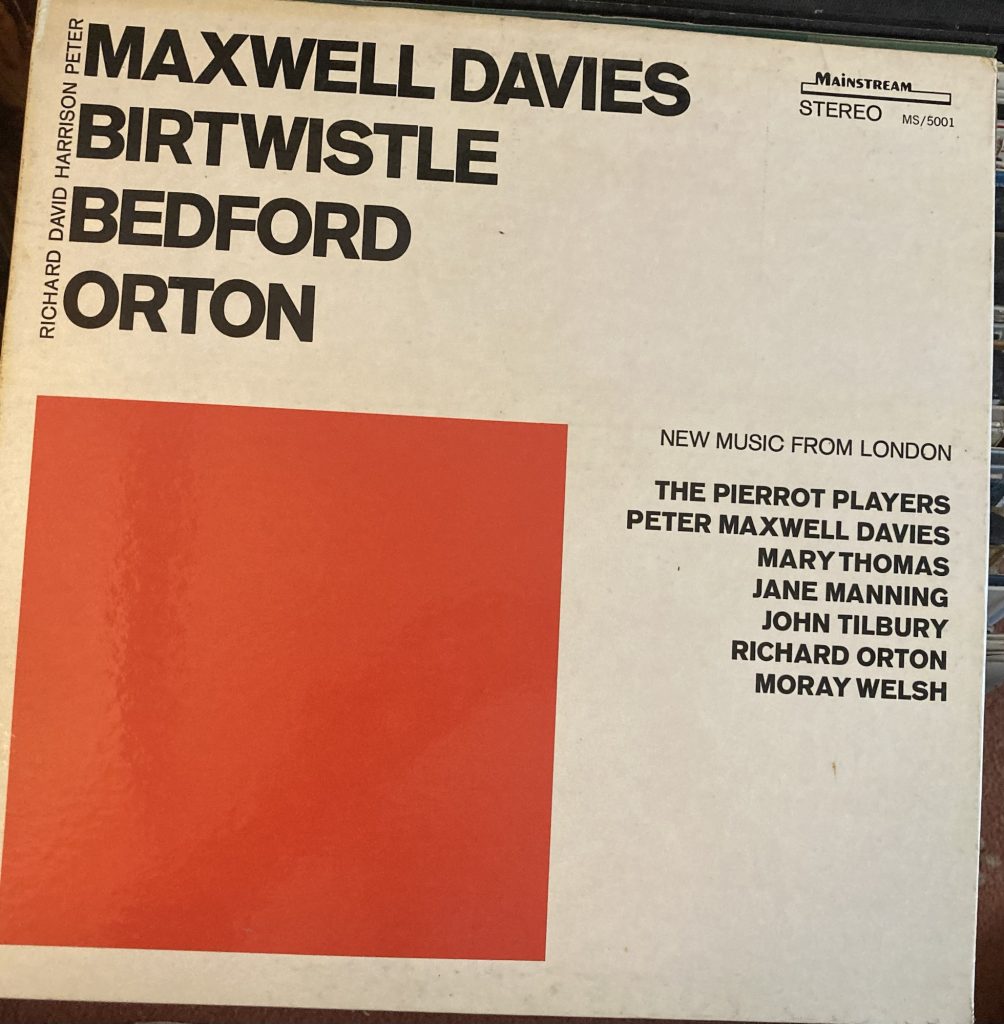 RICHARD DAVID HARRISON PETER
MAXWELL DAVIES
BIRTWISTLE
BEDFORD
ORTON
MAINSTREAM
STEREO MS/5001
NEW MUSIC FROM LONDON
THE PIERROT PLAYERS
PETER MAXWELL DAVIES
MARY THOMAS
JANE MANNING
JOHN TILBURY
RICHARD ORTON
MORAY WELSH